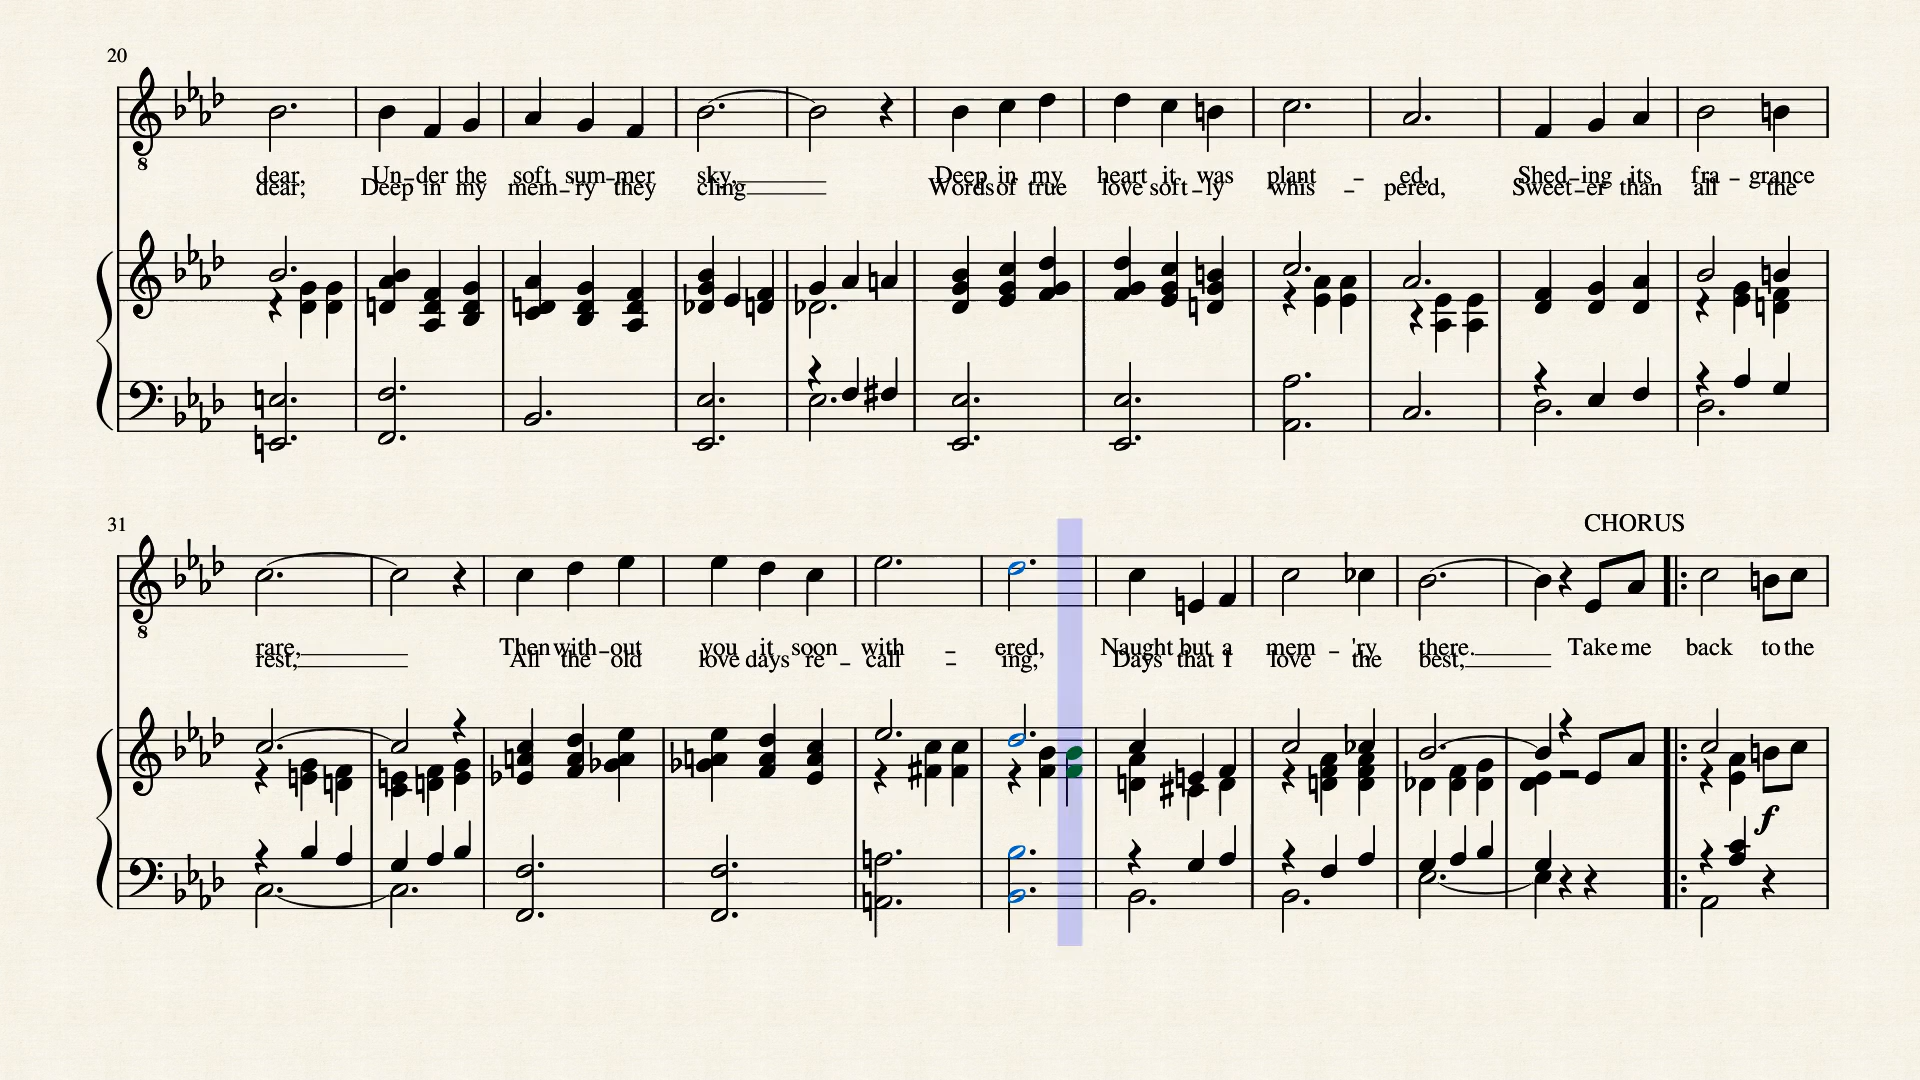 20
dear, Un-der the soft sum-mer sky, Deep in my heart it was plant - ed, Shed-ing its fra - grance
dear, Deep in my mem-ry they cling Words of true love soft-ly whis - pered, Sweet-er than all the
31
CHORUS
rare, Then with-out you it soon with - ered, Naught but a mem - 'ry there. Take me back to the
rest, All the old love days re - call - ing, Days that I love the best,
f